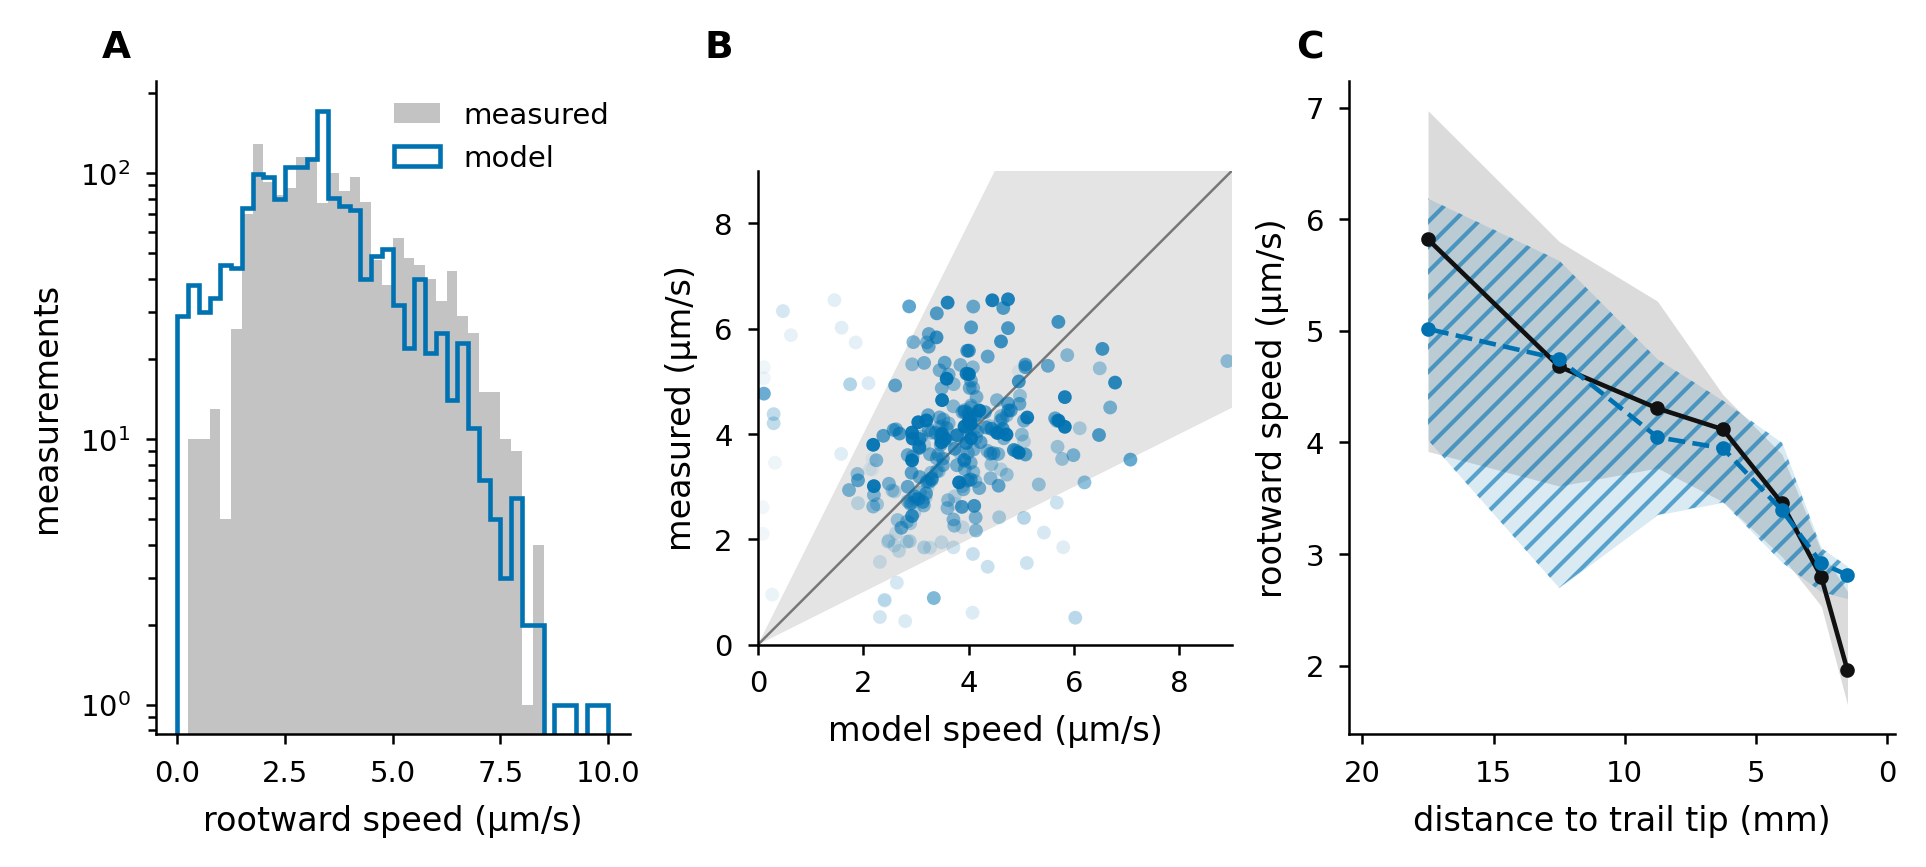 A
measured
model
10²
10¹
10⁰
measurements
0.0 2.5 5.0 7.5 10.0
rootward speed (µm/s)
B
8
6
4
2
0
measured (µm/s)
0 2 4 6 8
model speed (µm/s)
C
7
6
5
4
3
2
rootward speed (µm/s)
20 15 10 5 0
distance to trail tip (mm)